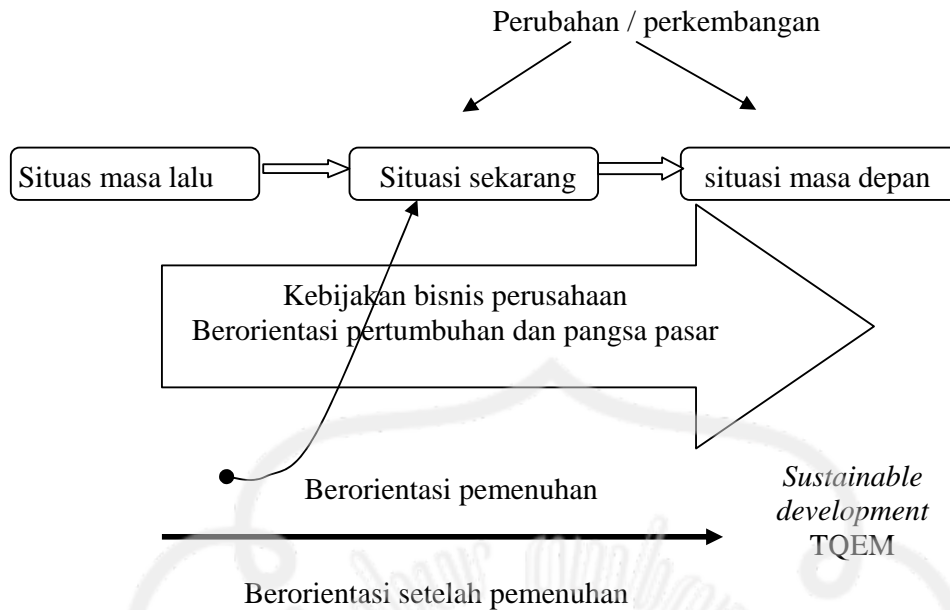 Perubahan / perkembangan
Situas masa lalu
Situasi sekarang
situasi masa depan
Kebijakan bisnis perusahaan
Berorientasi pertumbuhan dan pangsa pasar
Berorientasi pemenuhan
Sustainable
development
TQEM
Berorientasi setelah pemenuhan